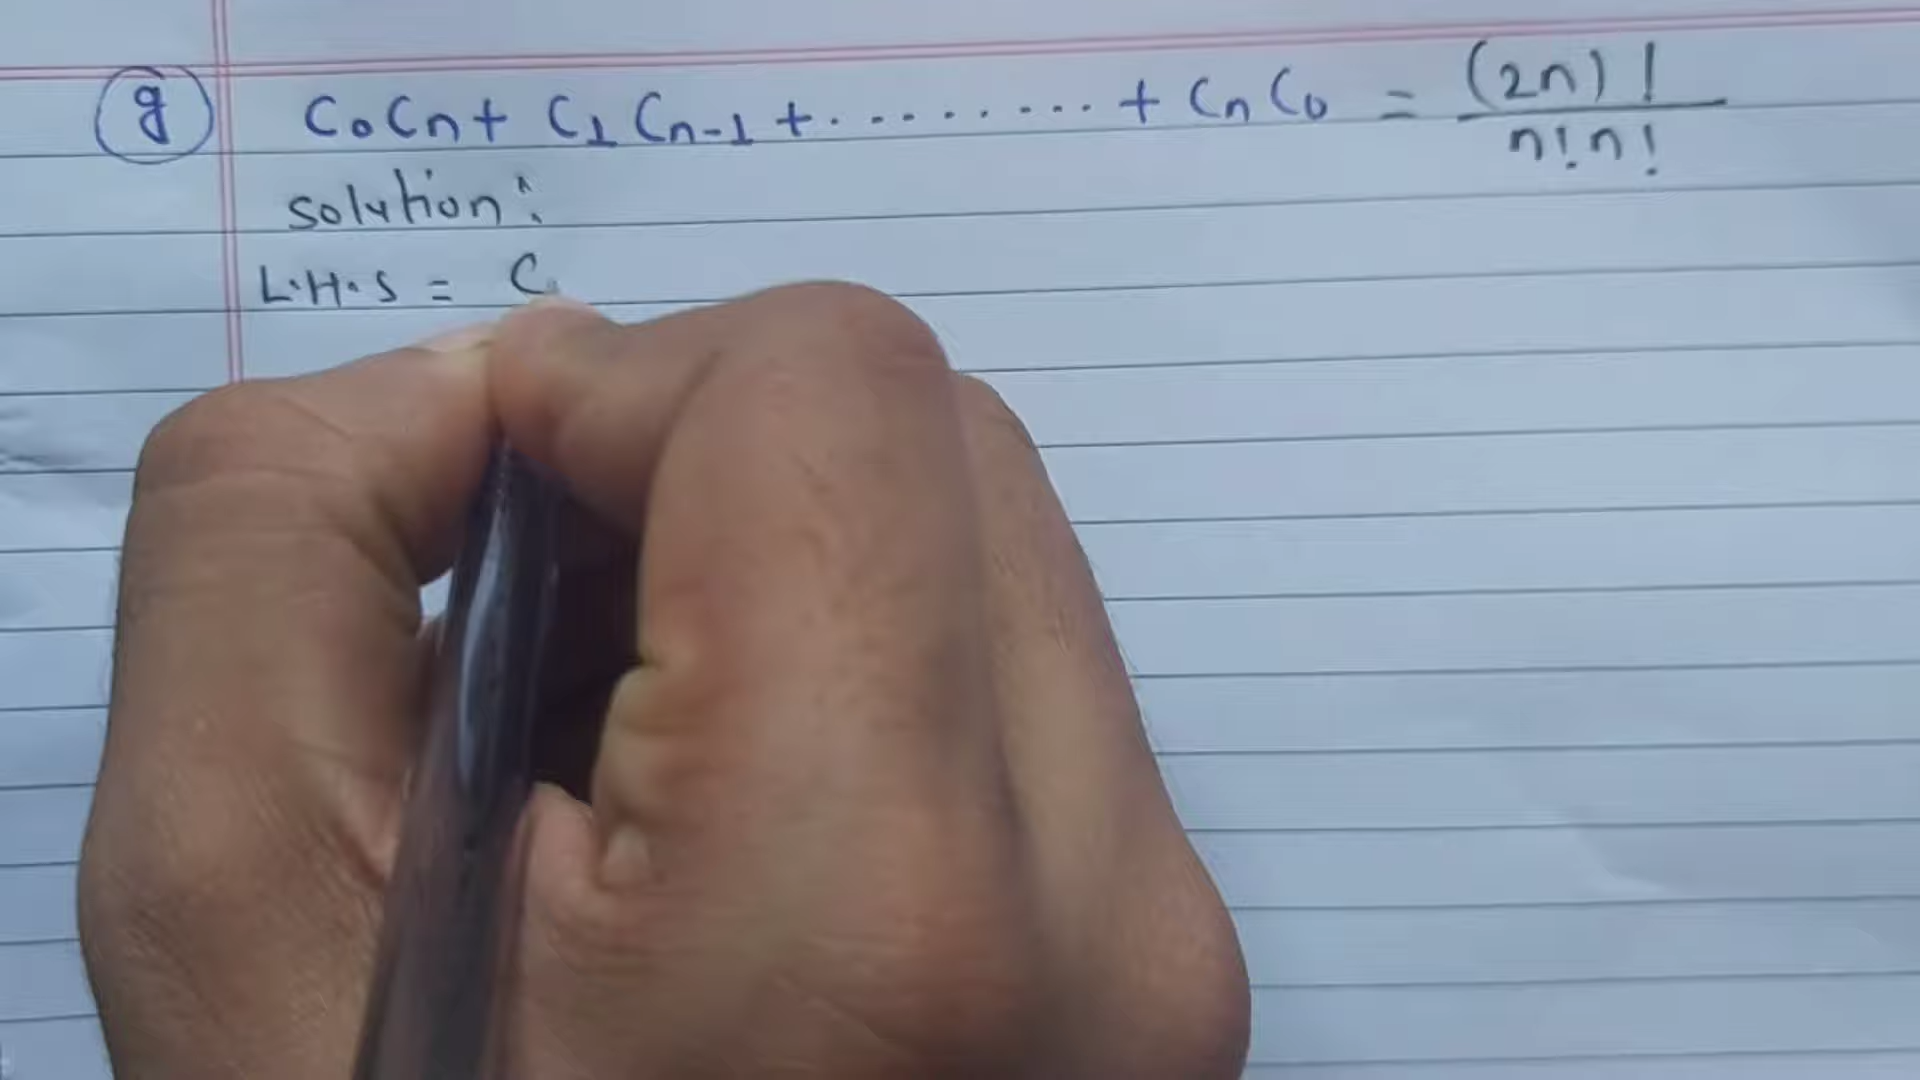 g C₀Cn + C₁Cn-1 + ......... + CnC₀ = (2n)! / n!n!
solution:
L.H.S = C